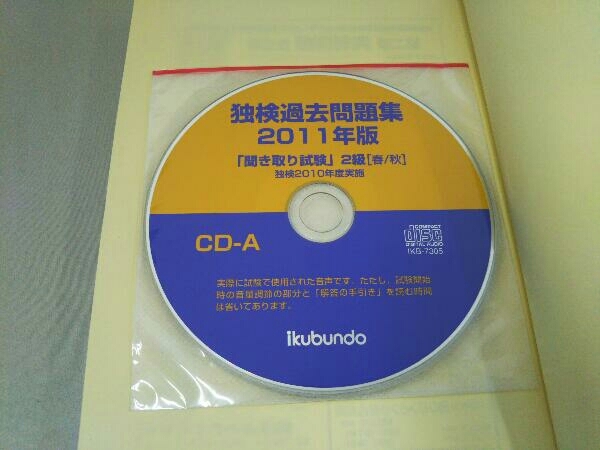 独検過去問題集
2011年版
「聞き取り試験」2級[春/秋]
独検2010年度実施
CD-A
COMPACT
DISC
DIGITAL AUDIO
IKB-7305
実際に試験で使用された音声です。ただし、試験開始
時の音量調節の部分と「解答の手引き」を読む時間
は省いてあります。
ikubundo